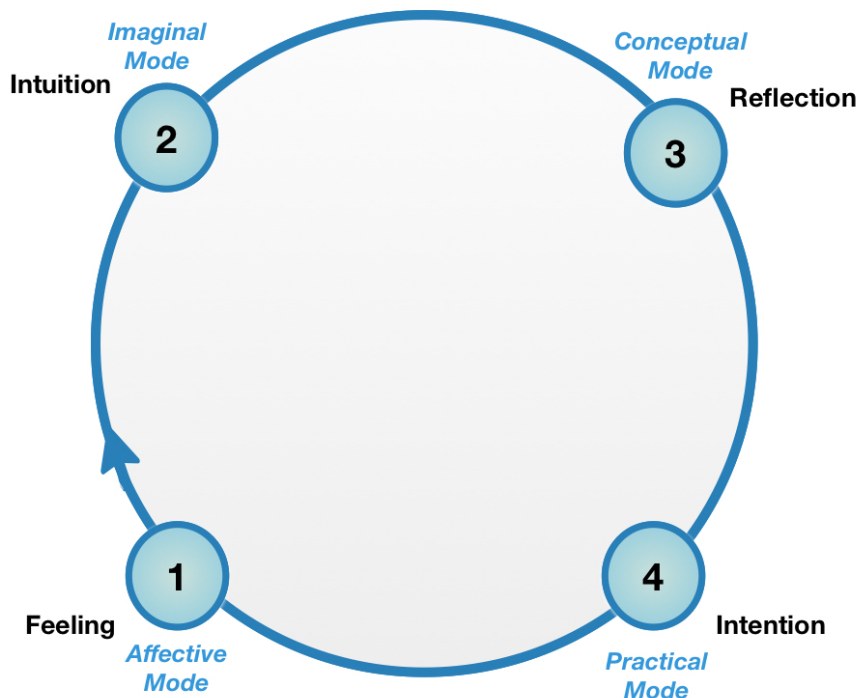 Imaginal
Mode
Intuition
2
Conceptual
Mode
Reflection
3
1
Feeling
Affective
Mode
4
Intention
Practical
Mode